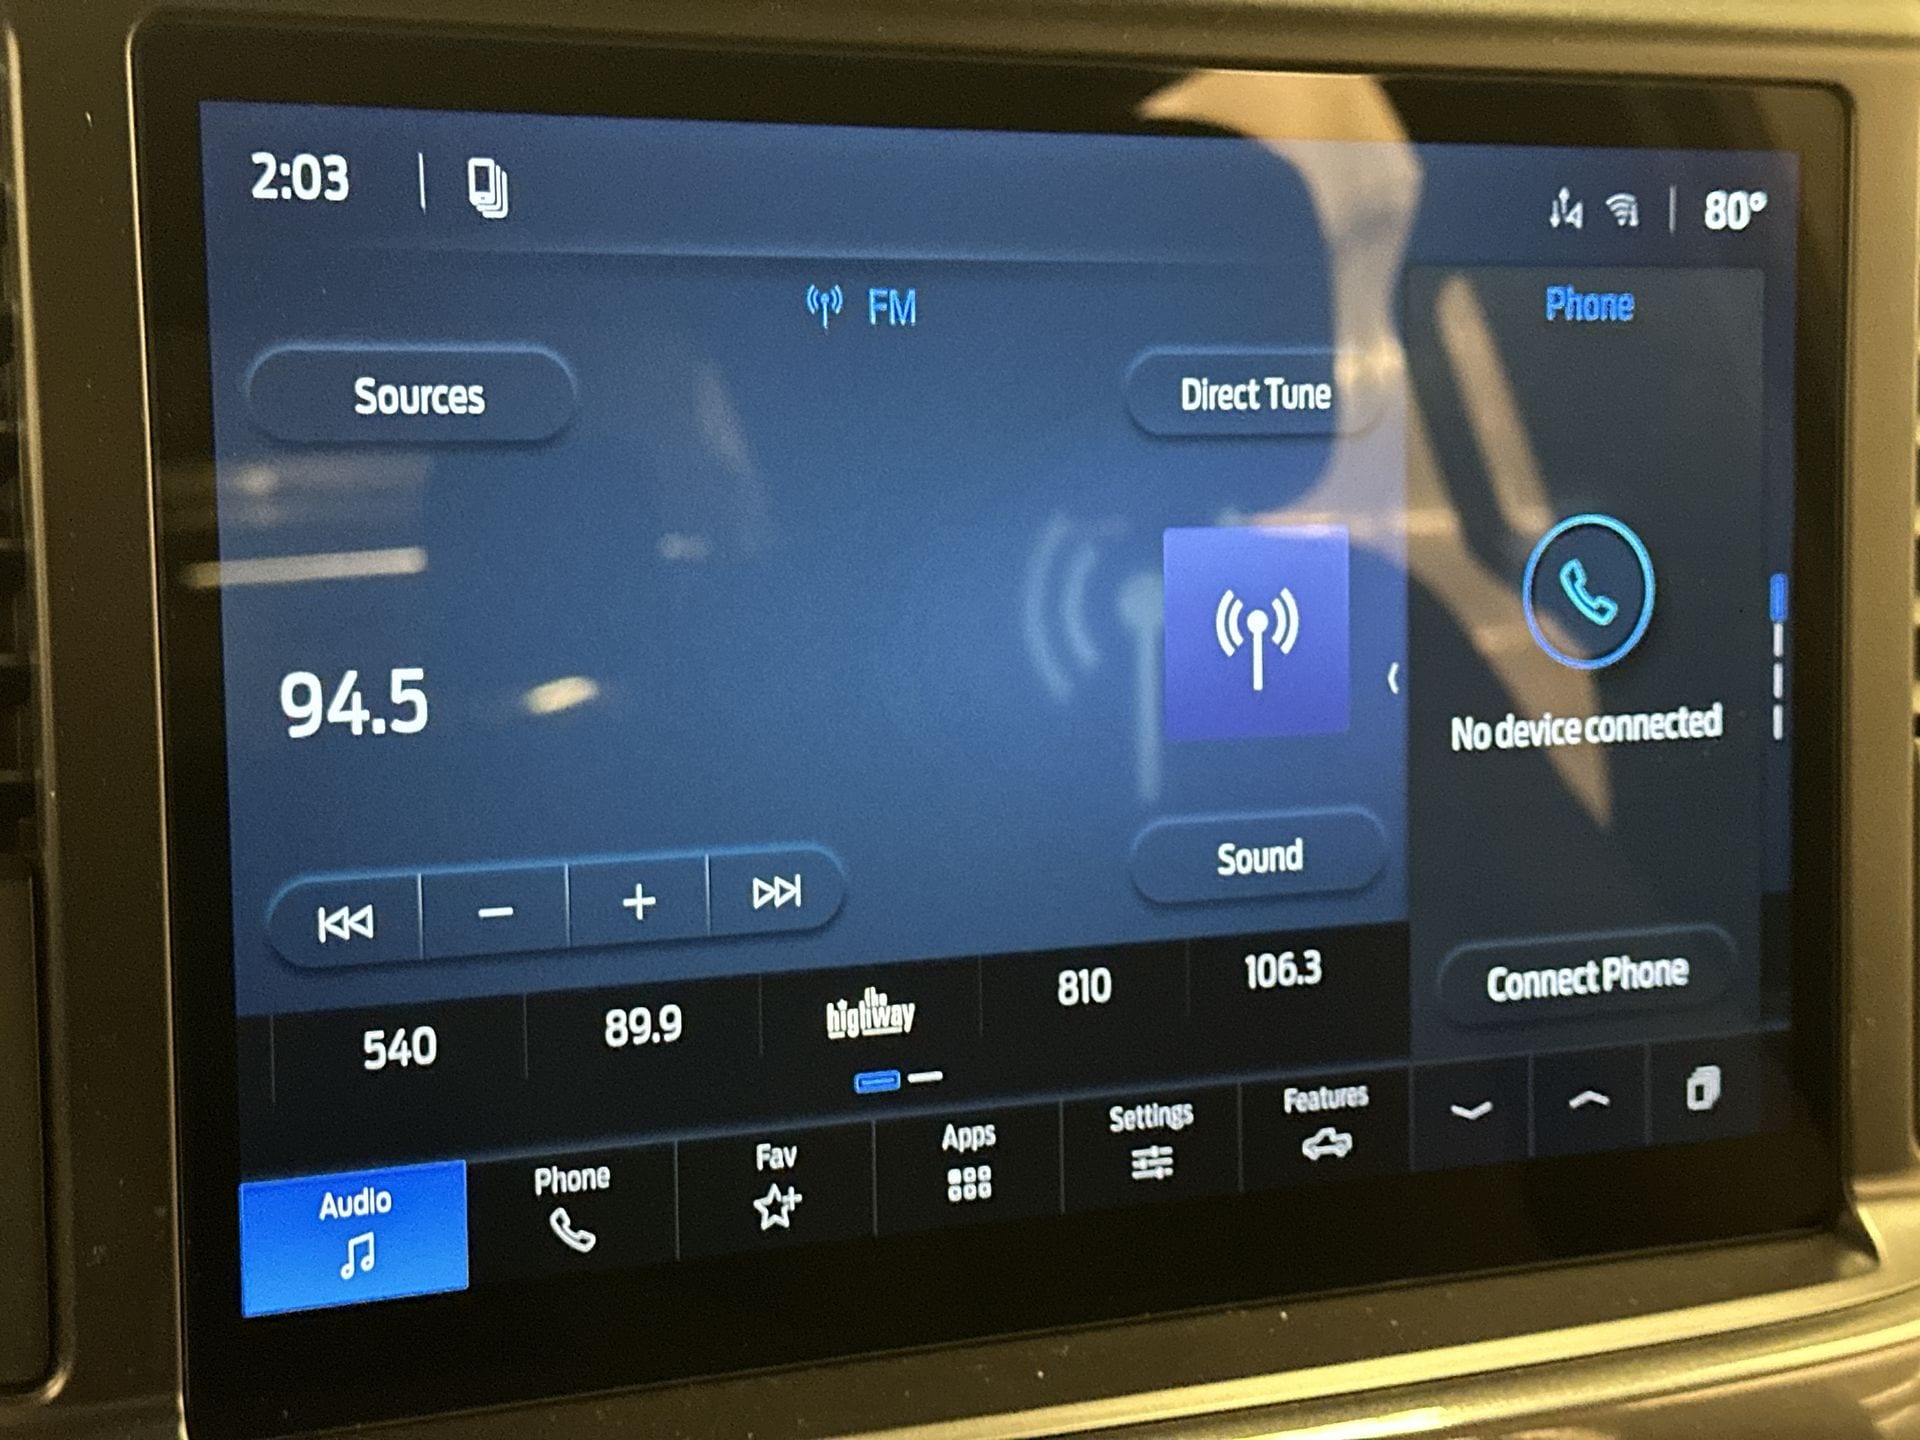 2:03
80°
FM
Phone
Sources
Direct Tune
94.5
No device connected
Sound
Connect Phone
540
89.9
the highway
810
106.3
Audio
Phone
Fav
Apps
Settings
Features